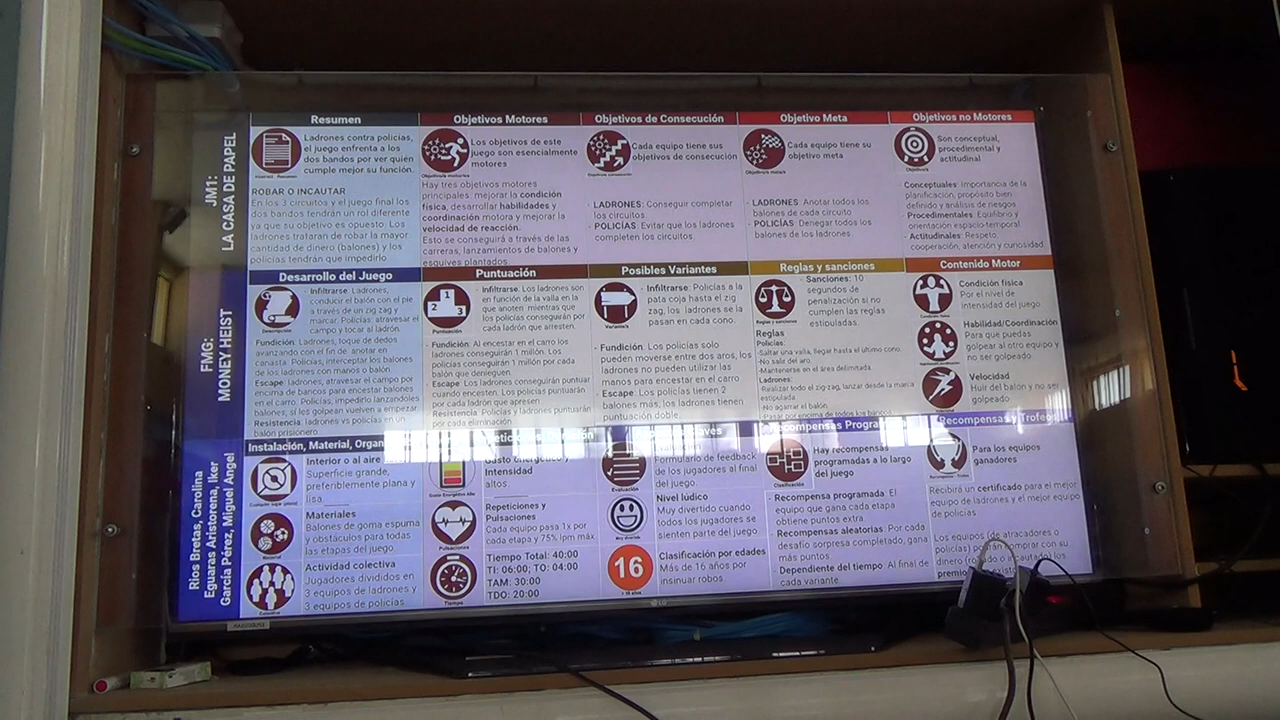 JM1:
LA CASA DE PAPEL
FMG:
MONEY HEIST
Rios Bretas, Carolina
Eguaras Aristorena, Iker
García Pérez, Miguel Angel
Resumen
Ladrones contra policías,
el juego enfrenta a los
dos bandos por ver quien
cumple mejor su función.
ROBAR O INCAUTAR
En los 3 circuitos y el juego final los
dos bandos tendrán un rol diferente
ya que su objetivo es opuesto. Los
ladrones trataran de robar la mayor
cantidad de dinero (balones) y los
policías tendrán que impedirlo
Objetivos Motores
Los objetivos de este
juego son esencialmente
motores
Hay tres objetivos motores
principales: mejorar la condición
física, desarrollar habilidades y
coordinación motora y mejorar la
velocidad de reacción.
Esto se conseguirá a través de las
carreras, lanzamientos de balones y
esquives plantados
Objetivos de Consecución
Cada equipo tiene sus
objetivos de consecución
- LADRONES: Conseguir completar
los circuitos
- POLICÍAS: Evitar que los ladrones
completen los circuitos.
Objetivo Meta
Cada equipo tiene su
objetivo meta
- LADRONES: Anotar todos los
balones de cada circuito
- POLICÍAS: Denegar todos los
balones de los ladrones.
Objetivos no Motores
Son conceptual,
procedimental y
actitudinal
- Conceptuales: Importancia de la
planificación, propósito bien
definido y análisis de riesgos
- Procedimentales: Equilibrio y
orientación espacio-temporal
- Actitudinales: Respeto,
cooperación, atención y curiosidad
Desarrollo del Juego
Descripción
- Infiltrarse: Ladrones,
conducir el balón con el pie
a través de un zig zag y
marcar. Policías: atravesar el
campo y tocar al ladrón.
Fundición: Ladrones, toque de dedos
avanzando con el fin de anotar en
canasta. Policías, interceptar los balones
de los ladrones con manos o balón
Escape: ladrones, atravesar el campo por
encima de bancos para encestar balones
en el carro. Policías, impedirlo lanzandoles
balones, si les golpean vuelven a empezar
Resistencia: ladrones vs policías en un
balón prisionero
Puntuación
1
2
3
Puntuación
- Infiltrarse: Los ladrones son
en función de la valla en la
que anoten mientras que
los policías conseguirán por
cada ladrón que arresten.
- Fundición: Al encestar en el carro los
ladrones conseguirán 1 millón. Los
policías conseguirán 1 millón por cada
balón que denieguen.
- Escape: Los ladrones conseguirán puntuar
cuando encesten. Los policías conseguirán
por cada ladrón que apresen
- Resistencia: Policías y ladrones puntuarán
por cada eliminación
Posibles Variantes
Variante/s
- Infiltrarse: Policías a la
pata coja hasta el zig
zag, los ladrones se la
pasan en cada cono.
- Fundición: Los policías solo
pueden moverse entre dos aros, los
ladrones no pueden utilizar las
manos para encestar en el carro
- Escape: Los policías tienen 2
balones más, los ladrones tienen
puntuación doble.
Reglas y sanciones
Reglas y sanciones
- Sanciones: 10
segundos de
penalización si no
cumplen las reglas
estipuladas.
Reglas
Policías:
-Saltar una valla, llegar hasta el último cono.
-No salir del aro.
-Mantenerse en el área delimitada.
Ladrones:
-Realizar todo el zig-zag, lanzar desde la marca
estipulada
-No agarrar el balón.
-Pasar por encima de todos los bancos
Contenido Motor
Condición física
Por el nivel de
intensidad del juego
Habilidad/Coordinación
Para que puedas
golpear al otro equipo y
no ser golpeado.
Velocidad
Huir del balón y no ser
golpeado
Instalación, Material, Organ
Interior o al aire
Superficie grande,
preferiblemente plana y
lisa
Materiales
Balones de goma espuma
y obstáculos para todas
las etapas del juego.
Actividad colectiva
Jugadores divididos en
3 equipos de ladrones y
3 equipos de policías
Gasto energético e
Intensidad
altos.
Repeticiones y
Pulsaciones
Cada equipo pasa 1x por
cada etapa y 75% lpm máx
Pulsaciones
Tiempo Total: 40:00
TI: 06:00; TO: 04:00
TAM: 30:00
TDO: 20:00
Tiempo
Formulario de feedback
de los jugadores al final
del juego.
Evaluación
Nivel lúdico
Muy divertido cuando
todos los jugadores se
sienten parte del juego.
16
Clasificación por edades
Más de 16 años por
insinuar robos.
Recompensas Progra
Clasificación
Hay recompensas
programadas a lo largo
del juego
- Recompensa programada: El
equipo que gana cada etapa
obtiene puntos extra.
- Recompensas aleatorias: Por cada
desafío sorpresa completado, gana
más puntos.
- Dependiente del tiempo: Al final de
cada variante.
Recompensas y Trofeos
Para los equipos
ganadores
Recibirá un certificado para el mejor
equipo de ladrones y el mejor equipo
de policías.
Los equipos (de atracadores o
policías) comprar con su
dinero
premio
LG